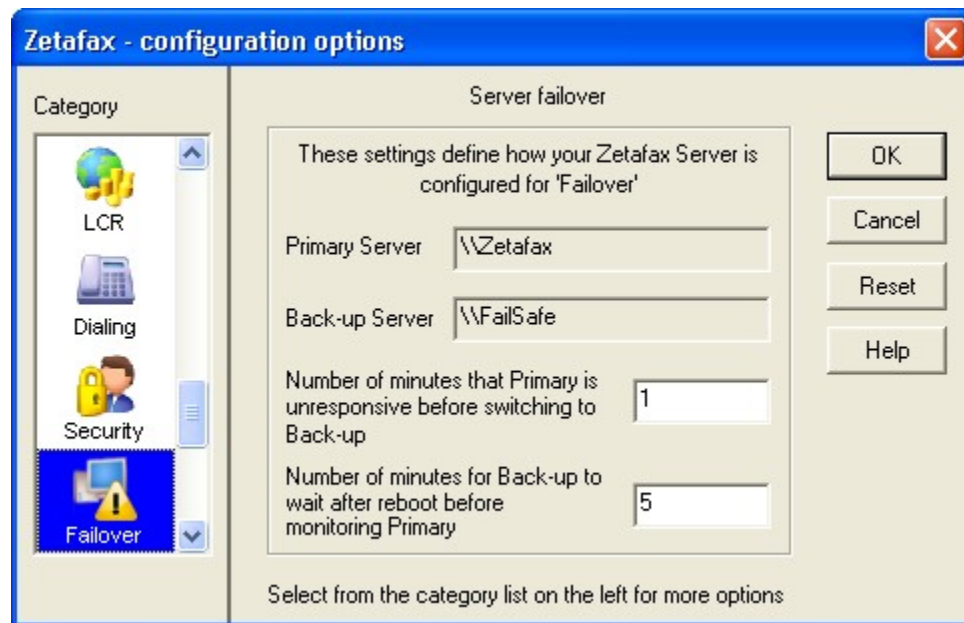 Zetafax - configuration options
Category
LCR
Dialing
Security
Failover
Server failover
These settings define how your Zetafax Server is
configured for 'Failover'
Primary Server
\\Zetafax
Back-up Server
\\FailSafe
Number of minutes that Primary is
unresponsive before switching to
Back-up
1
Number of minutes for Back-up to
wait after reboot before
monitoring Primary
5
Select from the category list on the left for more options
OK
Cancel
Reset
Help